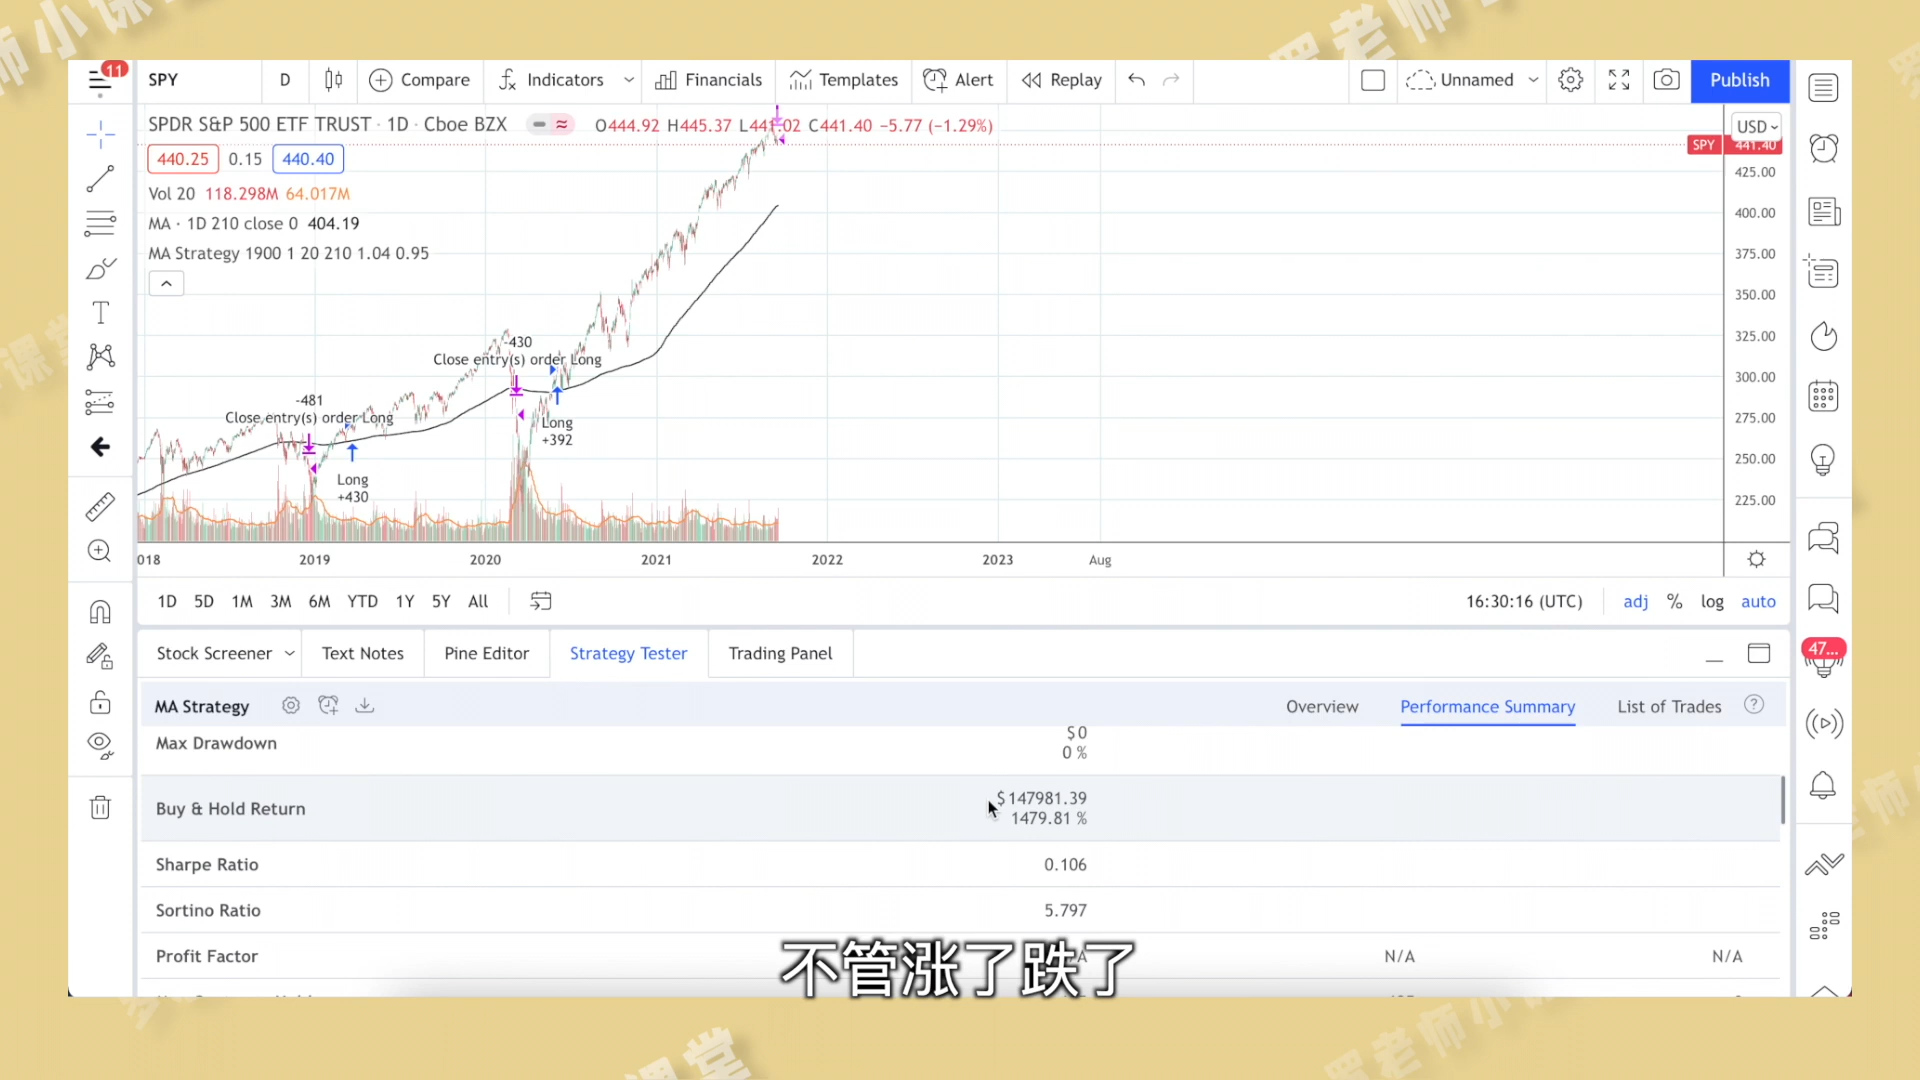 11
SPY
D
Compare
Indicators
Financials
Templates
Alert
Replay
Unnamed
Publish
SPDR S&P 500 ETF TRUST · 1D · Cboe BZX
O444.92 H445.37 L441.02 C441.40 −5.77 (−1.29%)
USD
440.25 0.15 440.40
SPY 441.40
Vol 20 118.298M 64.017M
MA · 1D 210 close 0 404.19
MA Strategy 1900 1 20 210 1.04 0.95
425.00
400.00
375.00
350.00
325.00
300.00
275.00
250.00
225.00
-430
Close entry(s) order Long
-481
Close entry(s) order Long
Long
+392
Long
+430
018 2019 2020 2021 2022 2023 Aug
1D 5D 1M 3M 6M YTD 1Y 5Y All
16:30:16 (UTC) adj % log auto
Stock Screener Text Notes Pine Editor Strategy Tester Trading Panel
47...
MA Strategy
Overview Performance Summary List of Trades
Max Drawdown
$0
0 %
Buy & Hold Return
$147981.39
1479.81 %
Sharpe Ratio 0.106
Sortino Ratio 5.797
Profit Factor N/A N/A
不管涨了跌了